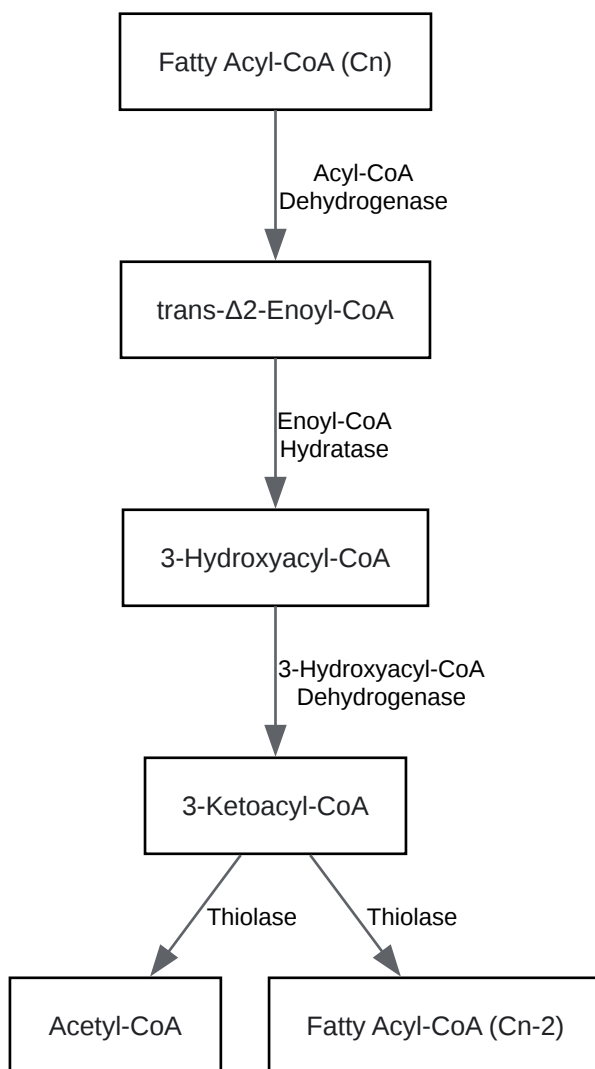 Fatty Acyl-CoA (Cn)
Acyl-CoA
Dehydrogenase
trans-Δ2-Enoyl-CoA
Enoyl-CoA
Hydratase
3-Hydroxyacyl-CoA
3-Hydroxyacyl-CoA
Dehydrogenase
3-Ketoacyl-CoA
Thiolase
Thiolase
Acetyl-CoA
Fatty Acyl-CoA (Cn-2)